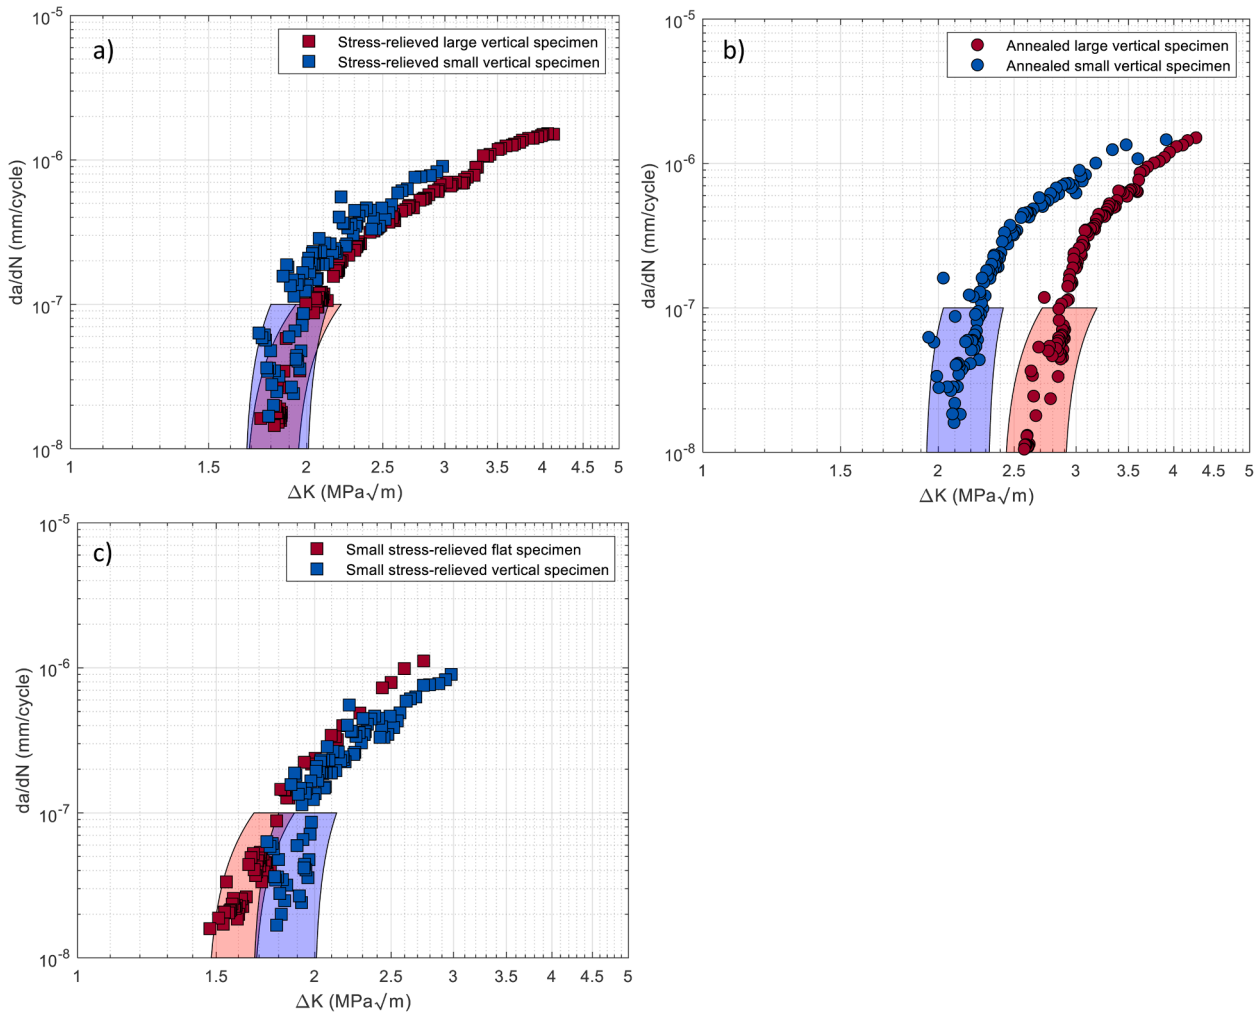 a)
Stress-relieved large vertical specimen
Stress-relieved small vertical specimen
da/dN (mm/cycle)
10^-5
10^-6
10^-7
10^-8
1 1.5 2 2.5 3 3.5 4 4.5 5
ΔK (MPa√m)
b)
Annealed large vertical specimen
Annealed small vertical specimen
da/dN (mm/cycle)
10^-5
10^-6
10^-7
10^-8
1 1.5 2 2.5 3 3.5 4 4.5 5
ΔK (MPa√m)
c)
Small stress-relieved flat specimen
Small stress-relieved vertical specimen
da/dN (mm/cycle)
10^-5
10^-6
10^-7
10^-8
1 1.5 2 2.5 3 3.5 4 4.5 5
ΔK (MPa√m)